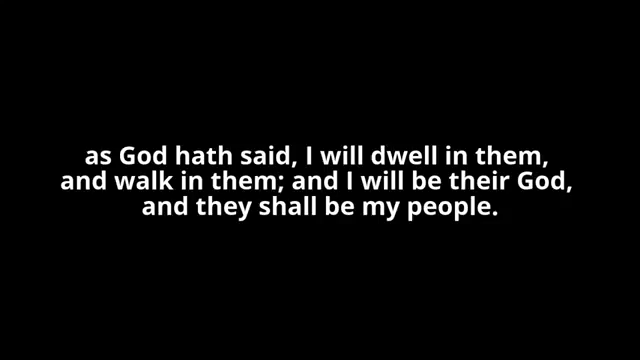 as God hath said, I will dwell in them,
and walk in them; and I will be their God,
and they shall be my people.